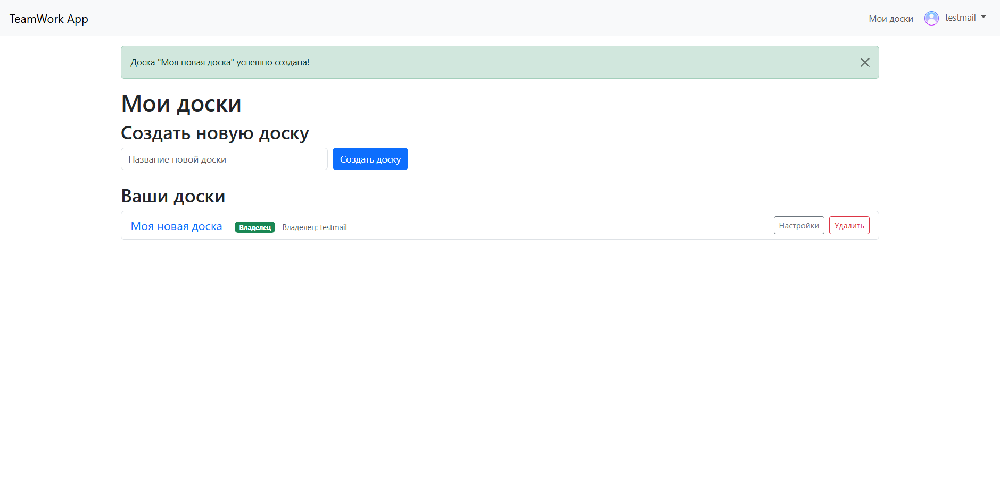 TeamWork App
Мои доски
testmail
Доска "Моя новая доска" успешно создана!
Мои доски
Создать новую доску
Название новой доски
Создать доску
Ваши доски
Моя новая доска Владелец Владелец: testmail Настройки Удалить